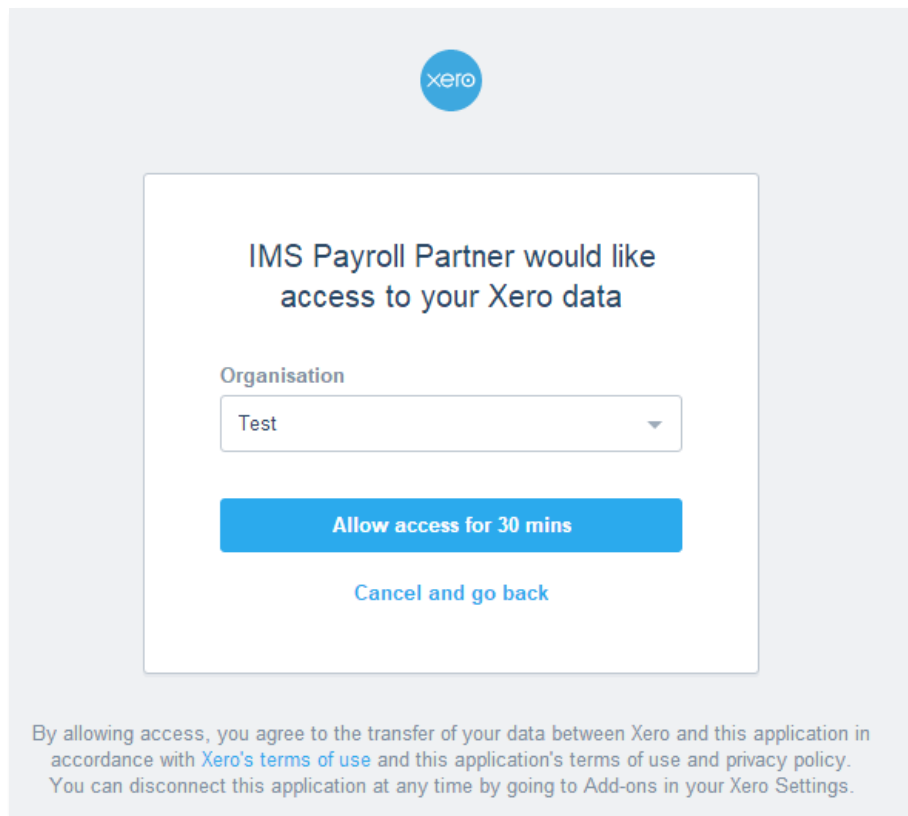 xero
IMS Payroll Partner would like
access to your Xero data
Organisation
Test
Allow access for 30 mins
Cancel and go back
By allowing access, you agree to the transfer of your data between Xero and this application in
accordance with Xero's terms of use and this application's terms of use and privacy policy.
You can disconnect this application at any time by going to Add-ons in your Xero Settings.